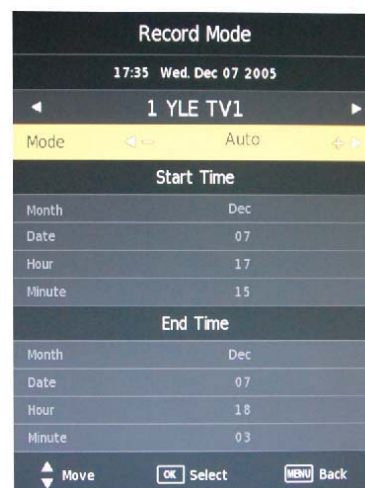 Record Mode
17:35 Wed. Dec 07 2005
1 YLE TV1
Mode Auto
Start Time
Month Dec
Date 07
Hour 17
Minute 15
End Time
Month Dec
Date 07
Hour 18
Minute 03
Move OK Select MENU Back